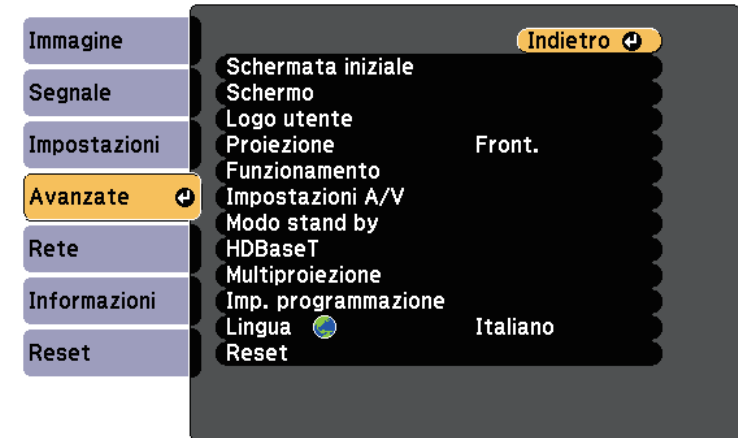 Immagine
Segnale
Impostazioni
Avanzate
Rete
Informazioni
Reset
Indietro
Schermata iniziale
Schermo
Logo utente
Proiezione Front.
Funzionamento
Impostazioni A/V
Modo stand by
HDBaseT
Multiproiezione
Imp. programmazione
Lingua Italiano
Reset